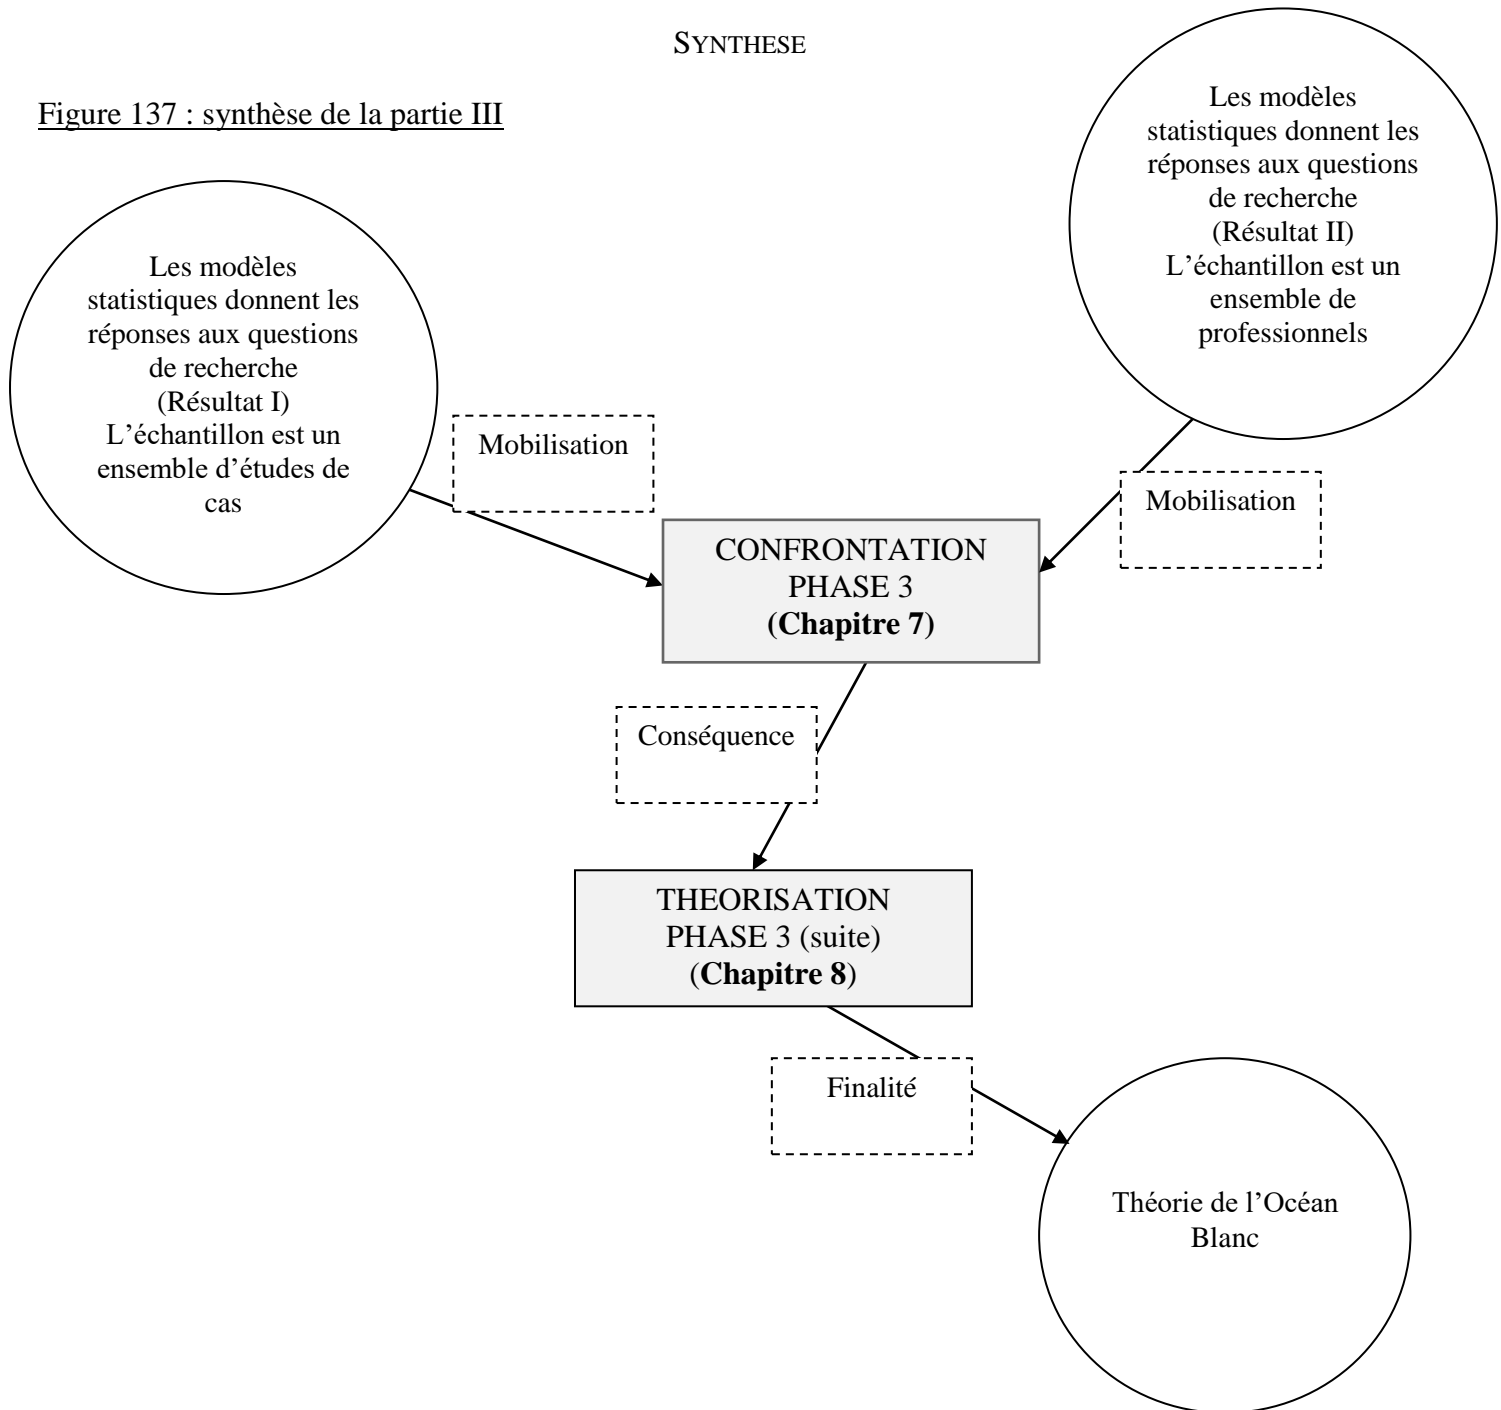 SYNTHESE
Figure 137 : synthèse de la partie III
Les modèles
statistiques donnent les
réponses aux questions
de recherche
(Résultat II)
L’échantillon est un
ensemble de
professionnels
Les modèles
statistiques donnent les
réponses aux questions
de recherche
(Résultat I)
L’échantillon est un
ensemble d’études de
cas
Mobilisation
Mobilisation
CONFRONTATION
PHASE 3
(Chapitre 7)
Conséquence
THEORISATION
PHASE 3 (suite)
(Chapitre 8)
Finalité
Théorie de l’Océan
Blanc